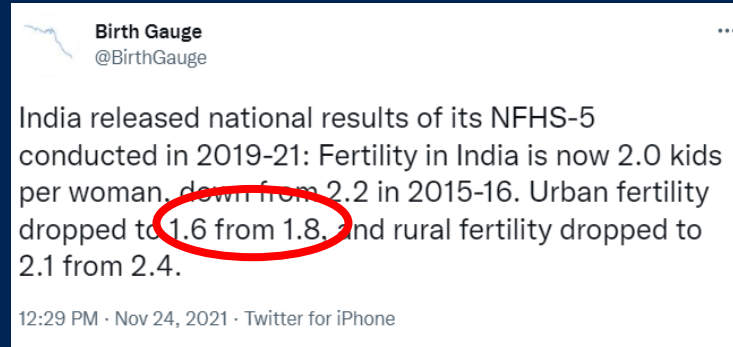 Birth Gauge
@BirthGauge
India released national results of its NFHS-5
conducted in 2019-21: Fertility in India is now 2.0 kids
per woman, down from 2.2 in 2015-16. Urban fertility
dropped to 1.6 from 1.8, and rural fertility dropped to
2.1 from 2.4.
12:29 PM · Nov 24, 2021 · Twitter for iPhone